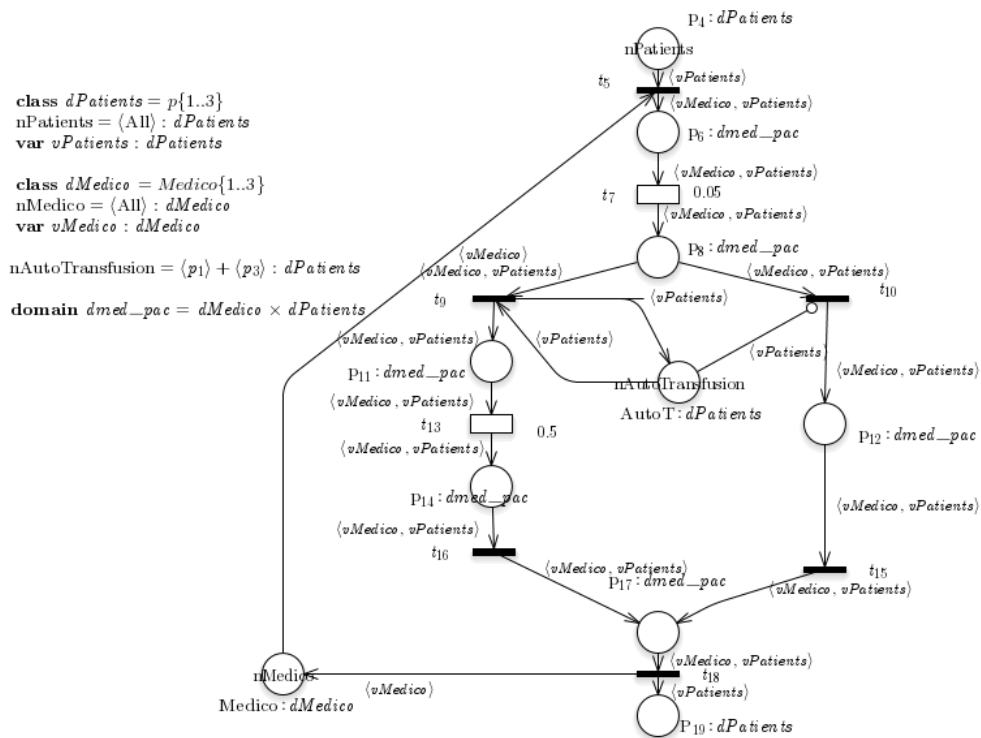 p4 : dPatients
nPatients
t5
⟨vPatients⟩
class dPatients = p{1..3}
nPatients = ⟨All⟩ : dPatients
var vPatients : dPatients
⟨vMedico, vPatients⟩
p6 : dmed_pac
class dMedico = Medico{1..3}
nMedico = ⟨All⟩ : dMedico
var vMedico : dMedico
⟨vMedico, vPatients⟩
t7
0.05
⟨vMedico, vPatients⟩
p8 : dmed_pac
nAutoTransfusion = ⟨p1⟩ + ⟨p3⟩ : dPatients
⟨vMedico⟩
⟨vMedico, vPatients⟩
⟨vMedico, vPatients⟩
domain dmed_pac = dMedico × dPatients
t9
⟨vPatients⟩
t10
⟨vMedico, vPatients⟩
⟨vPatients⟩
⟨vPatients⟩
p11 : dmed_pac
nAutoTransfusion
⟨vMedico, vPatients⟩
⟨vMedico, vPatients⟩
AutoT : dPatients
t13
0.5
p12 : dmed_pac
⟨vMedico, vPatients⟩
p14 : dmed_pac
⟨vMedico, vPatients⟩
⟨vMedico, vPatients⟩
t16
⟨vMedico, vPatients⟩
t15
p17 : dmed_pac
⟨vMedico, vPatients⟩
⟨vMedico, vPatients⟩
nMedico
t18
⟨vMedico⟩
⟨vPatients⟩
Medico : dMedico
p19 : dPatients